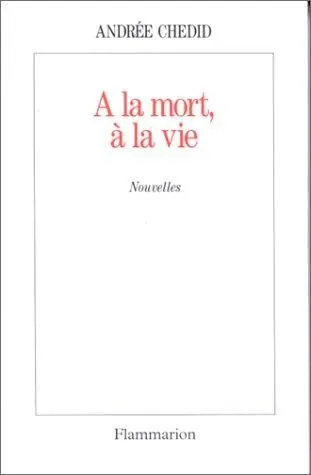 ANDRÉE CHEDID
A la mort,
à la vie
Nouvelles
Flammarion